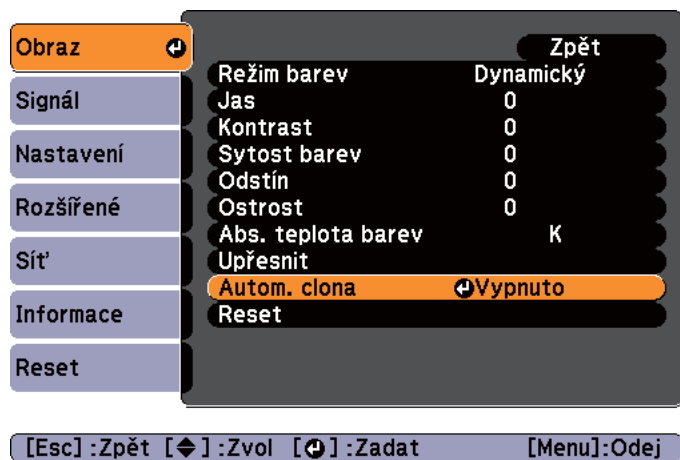 Obraz
Signál
Nastavení
Rozšířené
Síť
Informace
Reset
Zpět
Režim barev Dynamický
Jas 0
Kontrast 0
Sytost barev 0
Odstín 0
Ostrost 0
Abs. teplota barev K
Upřesnit
Autom. clona Vypnuto
Reset
[Esc] :Zpět [ ] :Zvol [ ] :Zadat [Menu]:Odej